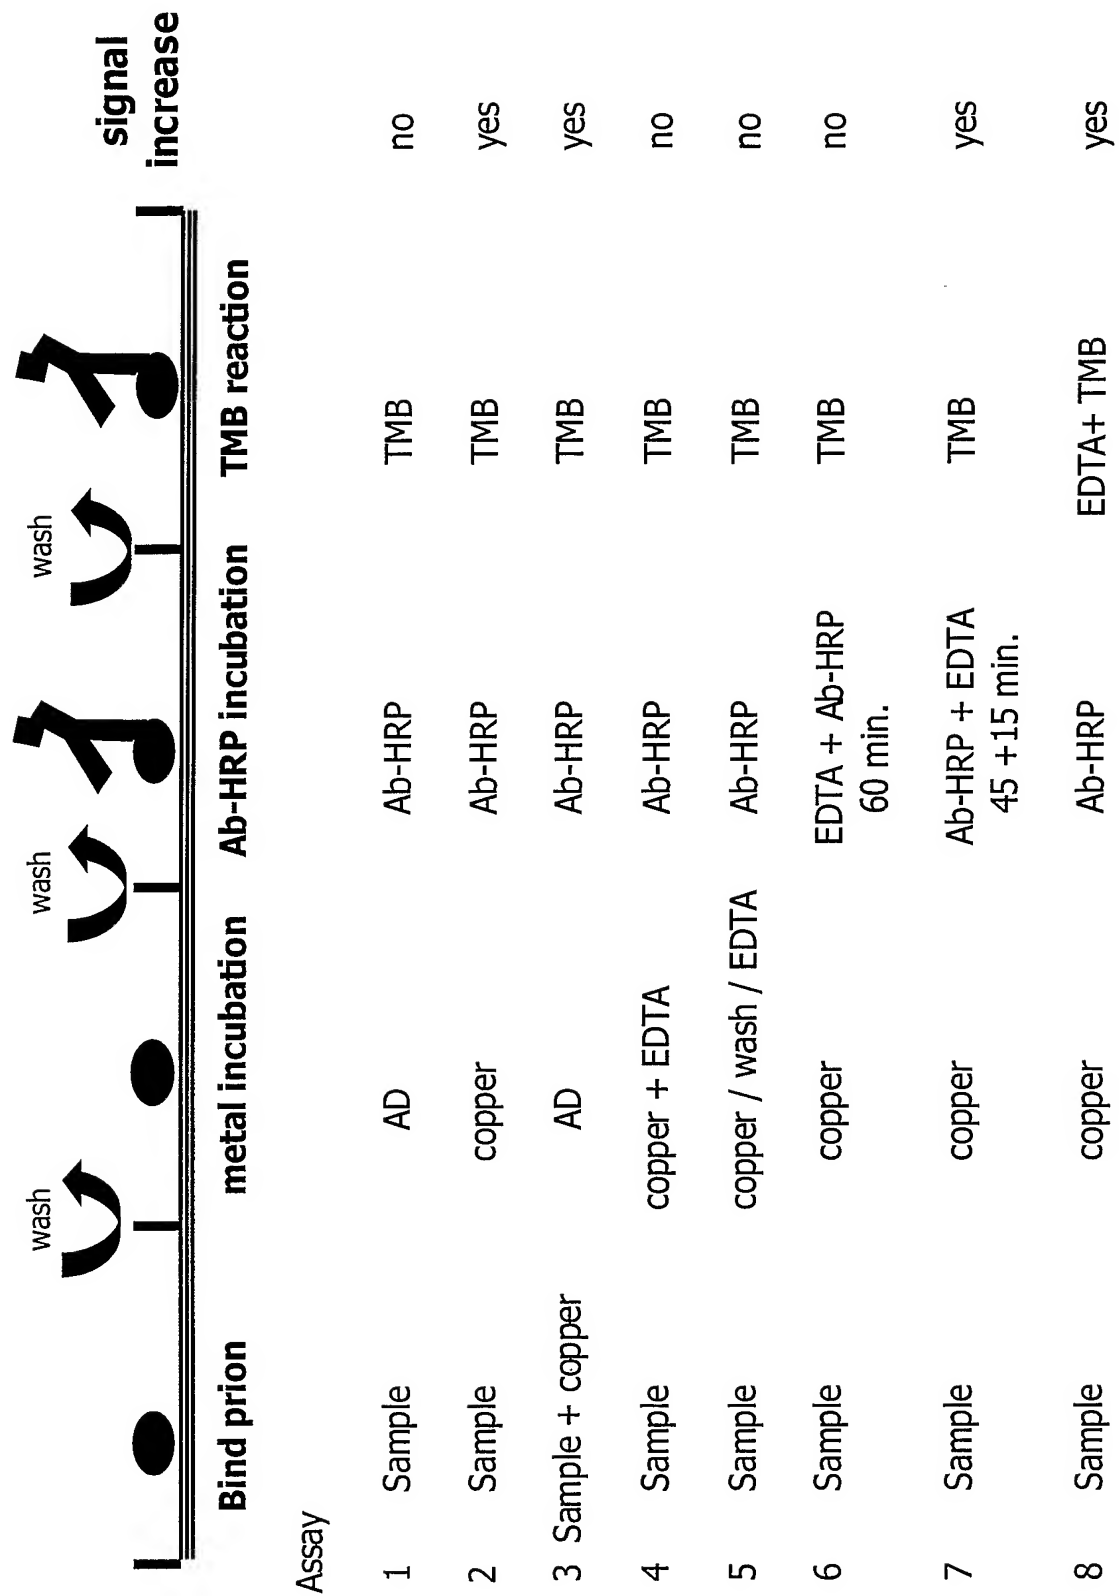 wash
wash
wash
signal
increase
Bind prion
metal incubation
Ab-HRP incubation
TMB reaction
Assay
1 Sample AD Ab-HRP TMB no
2 Sample copper Ab-HRP TMB yes
3 Sample + copper AD Ab-HRP TMB yes
4 Sample copper + EDTA Ab-HRP TMB no
5 Sample copper / wash / EDTA Ab-HRP TMB no
6 Sample copper EDTA + Ab-HRP TMB no
60 min.
7 Sample copper Ab-HRP + EDTA TMB yes
45 +15 min.
8 Sample copper Ab-HRP EDTA+ TMB yes